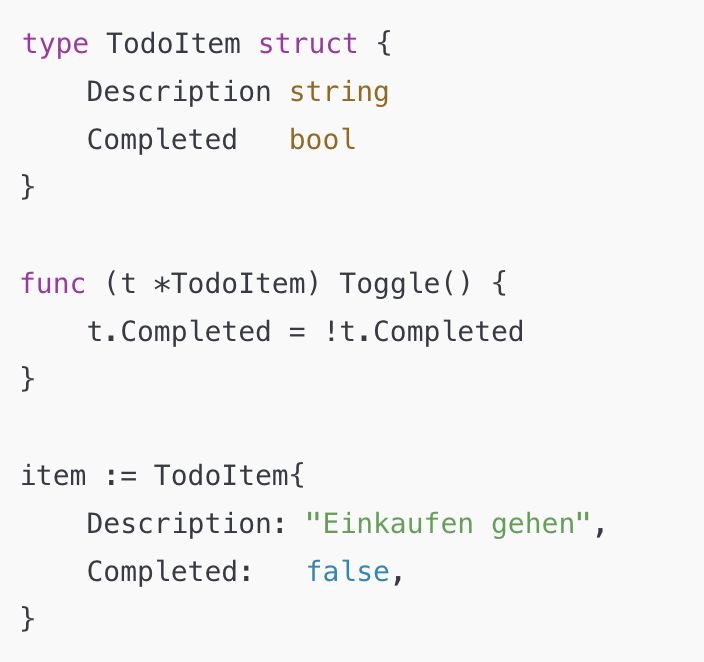 type TodoItem struct {
    Description string
    Completed   bool
}

func (t *TodoItem) Toggle() {
    t.Completed = !t.Completed
}

item := TodoItem{
    Description: "Einkaufen gehen",
    Completed:   false,
}